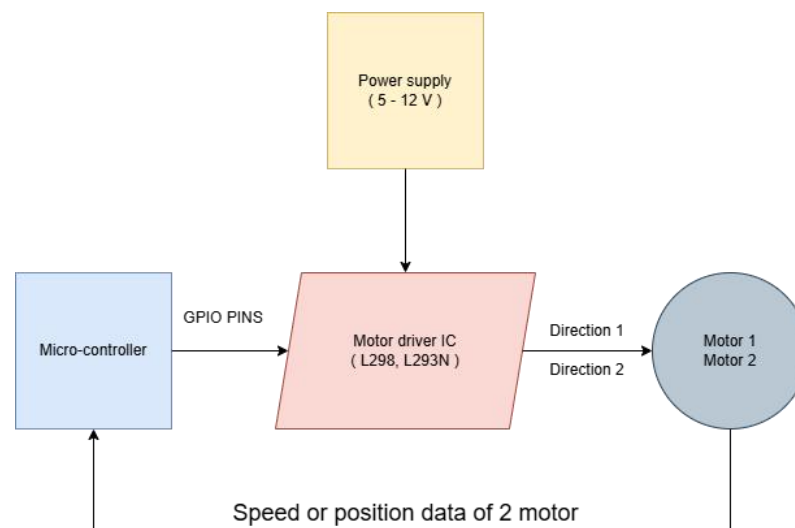 Power supply
( 5 - 12 V )
GPIO PINS
Micro-controller
Motor driver IC
( L298, L293N )
Direction 1
Direction 2
Motor 1
Motor 2
Speed or position data of 2 motor